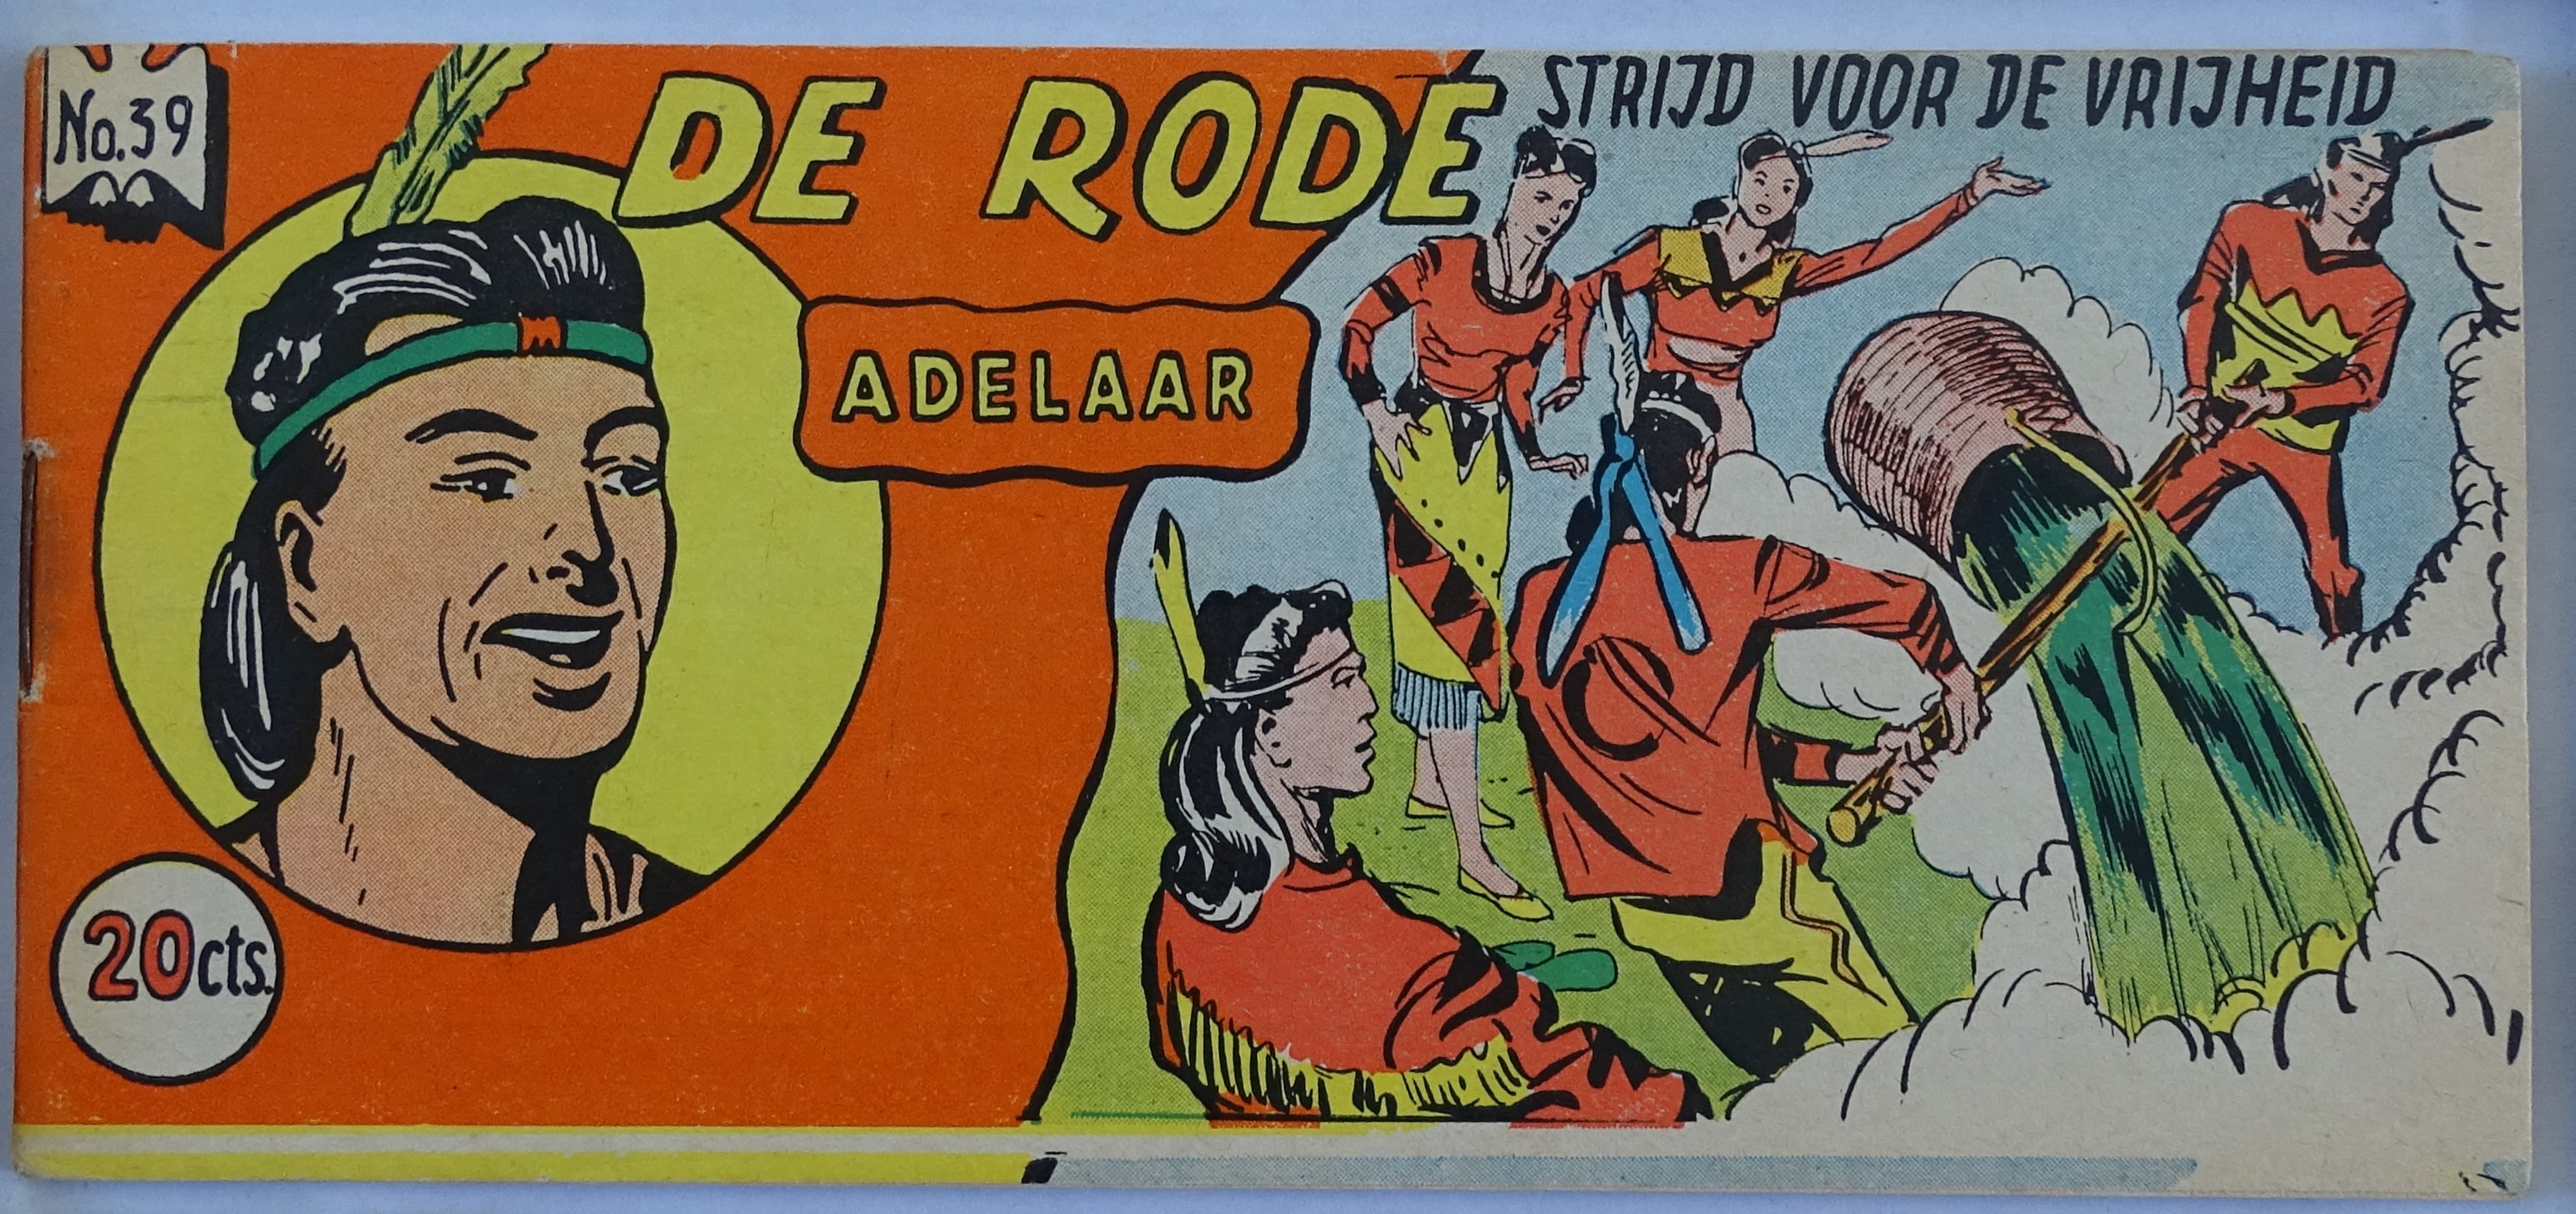 No.39
DE RODE
ADELAAR
STRIJD VOOR DE VRIJHEID
20cts.